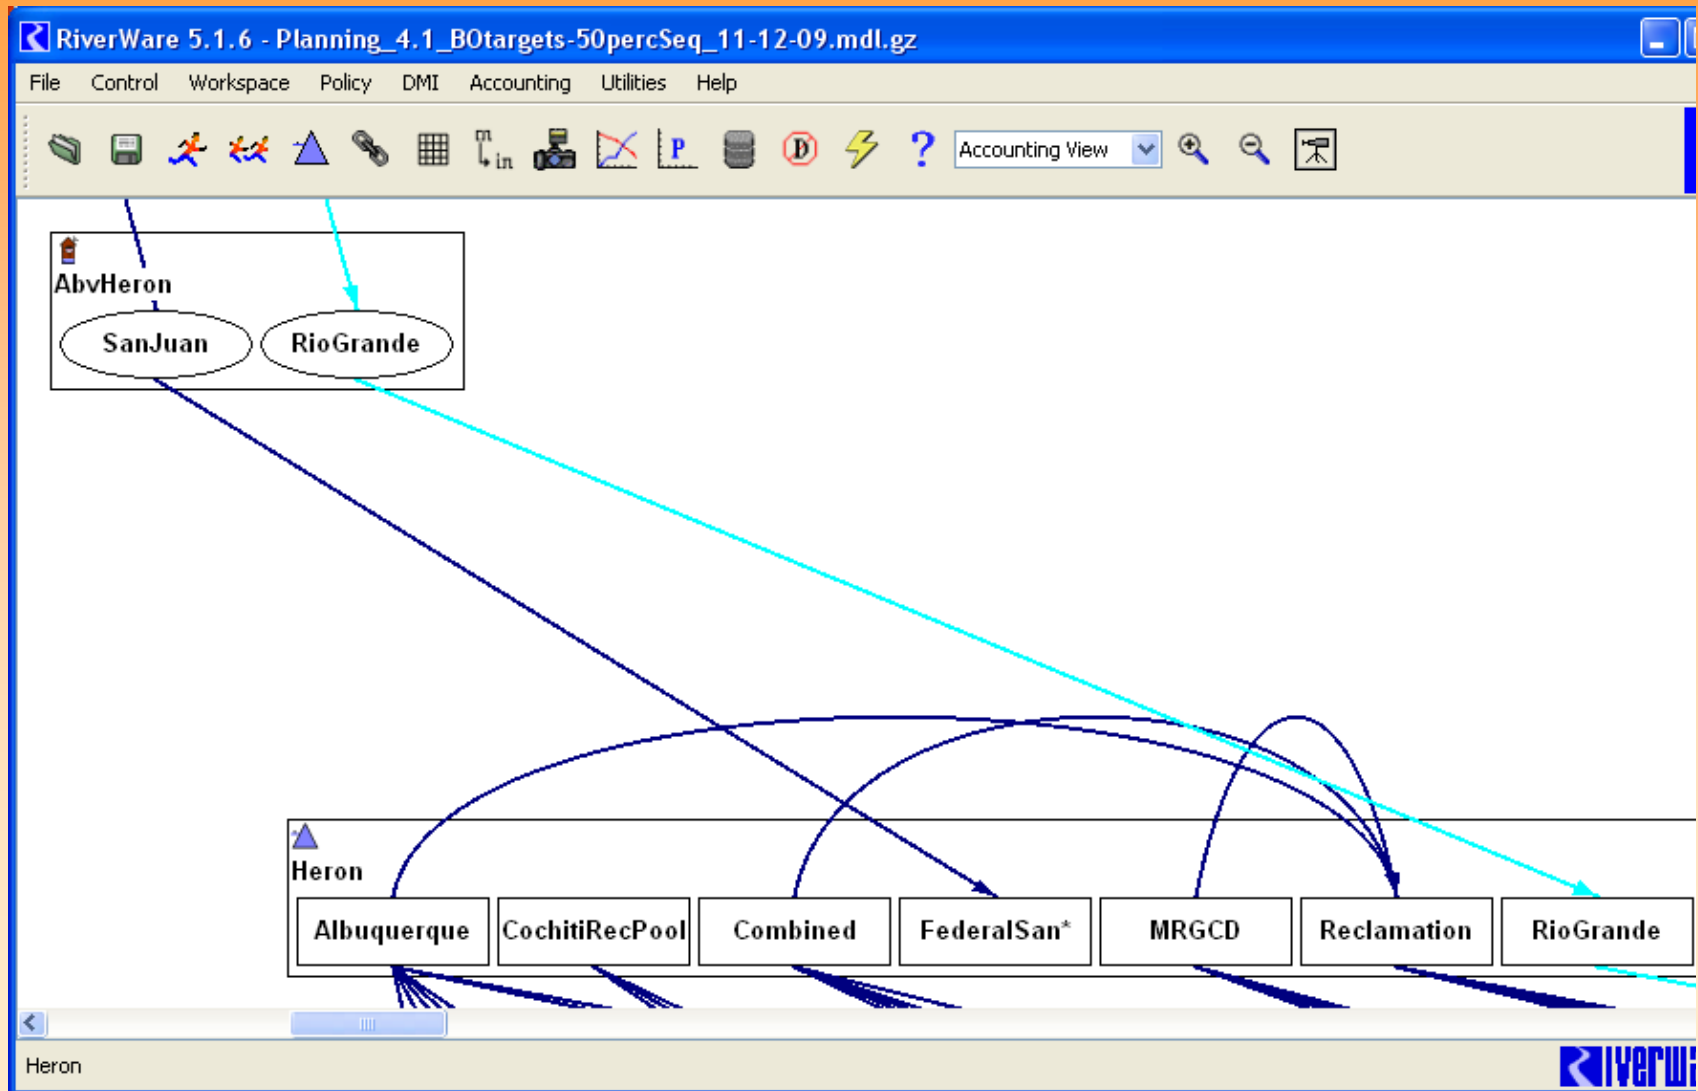 RiverWare 5.1.6 - Planning_4.1_BOtargets-50percSeq_11-12-09.mdl.gz
File Control Workspace Policy DMI Accounting Utilities Help
in P D ? Accounting View
AbvHeron
SanJuan RioGrande
Heron
Albuquerque CochitiRecPool Combined FederalSan* MRGCD Reclamation RioGrande
Heron